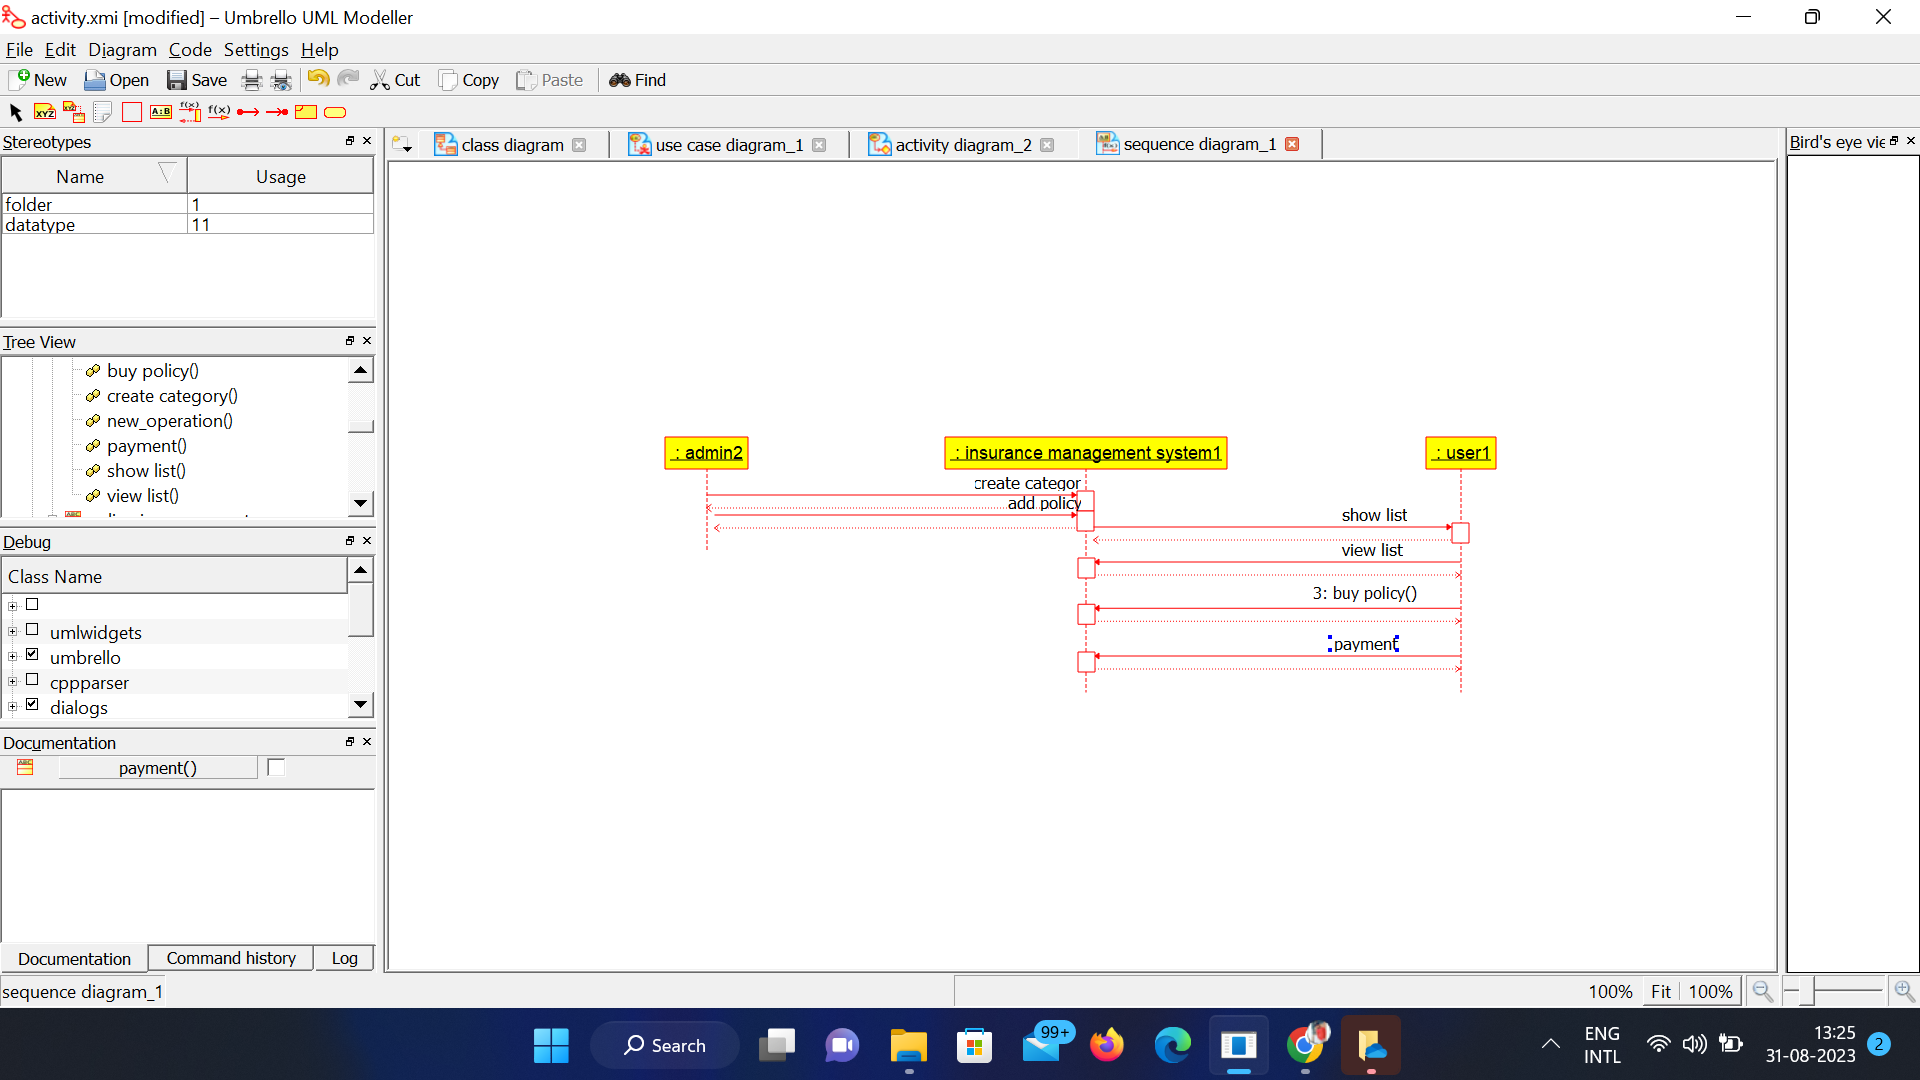 activity.xmi [modified] – Umbrello UML Modeller
File Edit Diagram Code Settings Help
New Open Save Cut Copy Paste Find
XYZ XYZ A:B f(x) f(x)
Stereotypes
Name Usage
folder 1
datatype 11
Tree View
buy policy()
create category()
new_operation()
payment()
show list()
view list()
Debug
Class Name
umlwidgets
umbrello
cppparser
dialogs
Documentation
ABC payment()
Documentation Command history Log
class diagram use case diagram_1 activity diagram_2 sequence diagram_1
: admin2 : insurance management system1 : user1
create categor
add policy
show list
view list
3: buy policy()
payment
Bird's eye vie
sequence diagram_1 100% Fit 100%
Search 99+ ENG
INTL 13:25
31-08-2023 2